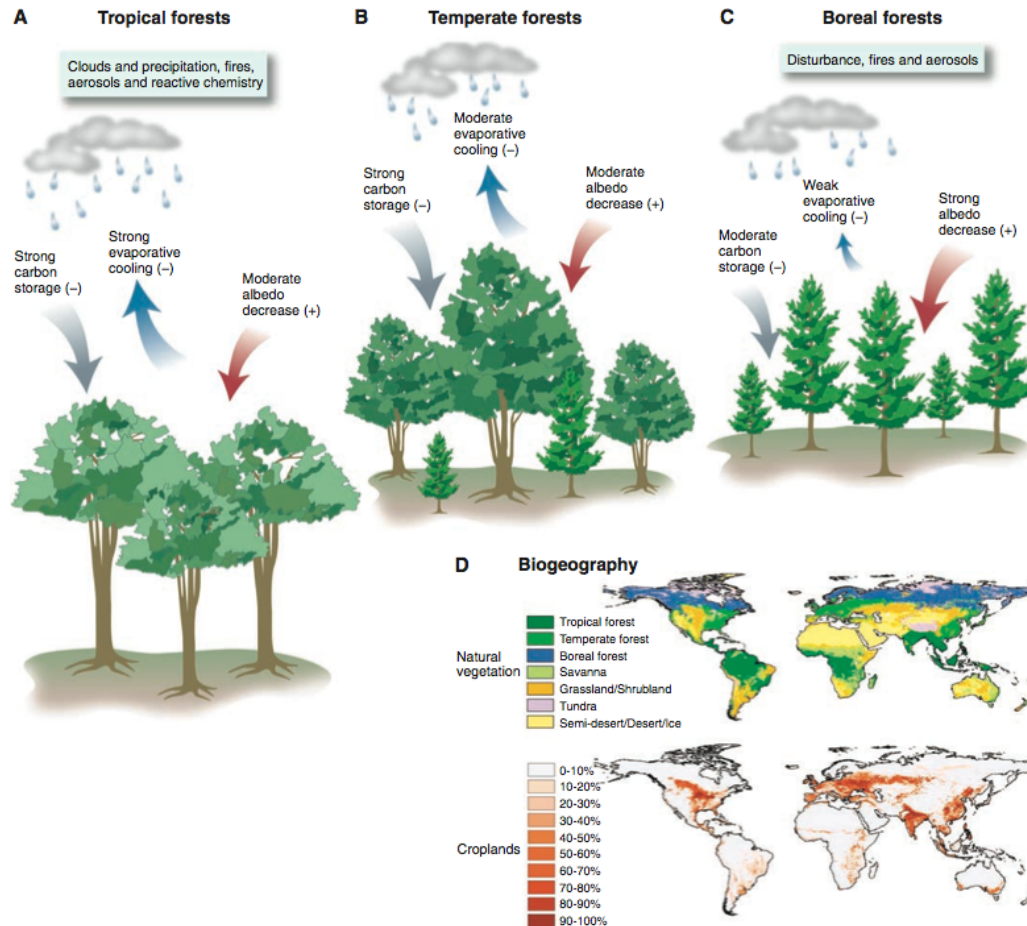 A Tropical forests
Clouds and precipitation, fires,
aerosols and reactive chemistry
Strong
carbon
storage (−)
Strong
evaporative
cooling (−)
Moderate
albedo
decrease (+)
B Temperate forests
Strong
carbon
storage (−)
Moderate
evaporative
cooling (−)
Moderate
albedo
decrease (+)
C Boreal forests
Disturbance, fires and aerosols
Moderate
carbon
storage (−)
Weak
evaporative
cooling (−)
Strong
albedo
decrease (+)
D Biogeography
Natural
vegetation
Tropical forest
Temperate forest
Boreal forest
Savanna
Grassland/Shrubland
Tundra
Semi-desert/Desert/Ice
Croplands
0-10%
10-20%
20-30%
30-40%
40-50%
50-60%
60-70%
70-80%
80-90%
90-100%